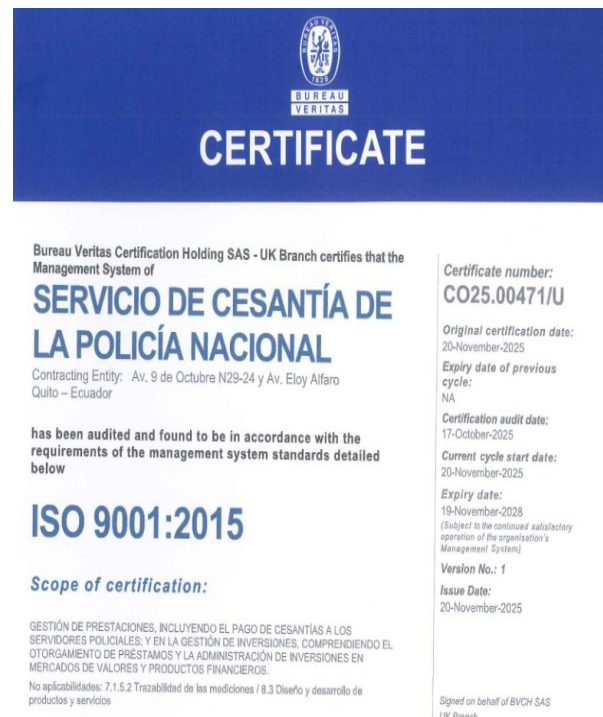 BUREAU VERITAS
1828
BUREAU
VERITAS
CERTIFICATE
Bureau Veritas Certification Holding SAS - UK Branch certifies that the
Management System of
SERVICIO DE CESANTÍA DE
LA POLICÍA NACIONAL
Contracting Entity: Av. 9 de Octubre N29-24 y Av. Eloy Alfaro
Quito – Ecuador
has been audited and found to be in accordance with the
requirements of the management system standards detailed
below
ISO 9001:2015
Scope of certification:
GESTIÓN DE PRESTACIONES, INCLUYENDO EL PAGO DE CESANTÍAS A LOS
SERVIDORES POLICIALES; Y EN LA GESTIÓN DE INVERSIONES, COMPRENDIENDO EL
OTORGAMIENTO DE PRÉSTAMOS Y LA ADMINISTRACIÓN DE INVERSIONES EN
MERCADOS DE VALORES Y PRODUCTOS FINANCIEROS.
No aplicabilidades: 7.1.5.2 Trazabilidad de las mediciones / 8.3 Diseño y desarrollo de
productos y servicios
Certificate number:
CO25.00471/U
Original certification date:
20-November-2025
Expiry date of previous
cycle:
NA
Certification audit date:
17-October-2025
Current cycle start date:
20-November-2025
Expiry date:
19-November-2028
(Subject to the continued satisfactory
operation of the organisation's
Management System)
Version No.: 1
Issue Date:
20-November-2025
Signed on behalf of BVCH SAS
UK Branch